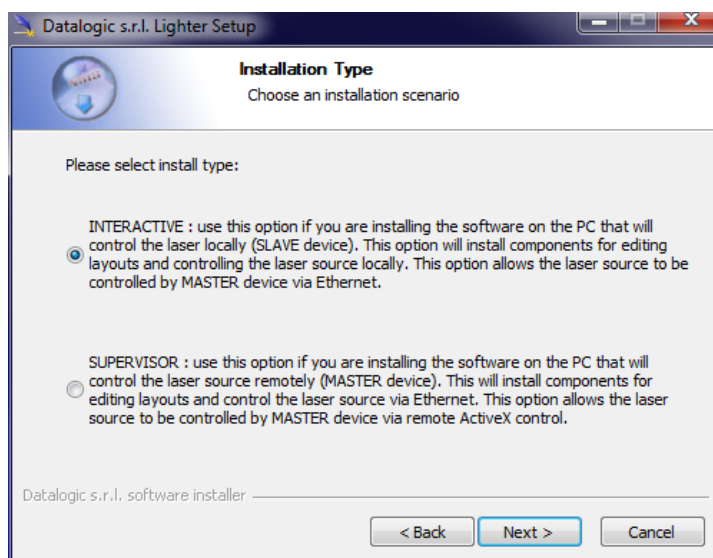 Datalogic s.r.l. Lighter Setup
Installation Type
Choose an installation scenario
Please select install type:
INTERACTIVE : use this option if you are installing the software on the PC that will
control the laser locally (SLAVE device). This option will install components for editing
layouts and controlling the laser source locally. This option allows the laser source to be
controlled by MASTER device via Ethernet.
SUPERVISOR : use this option if you are installing the software on the PC that will
control the laser source remotely (MASTER device). This will install components for
editing layouts and control the laser source via Ethernet. This option allows the laser
source to be controlled by MASTER device via remote ActiveX control.
Datalogic s.r.l. software installer
< Back Next > Cancel